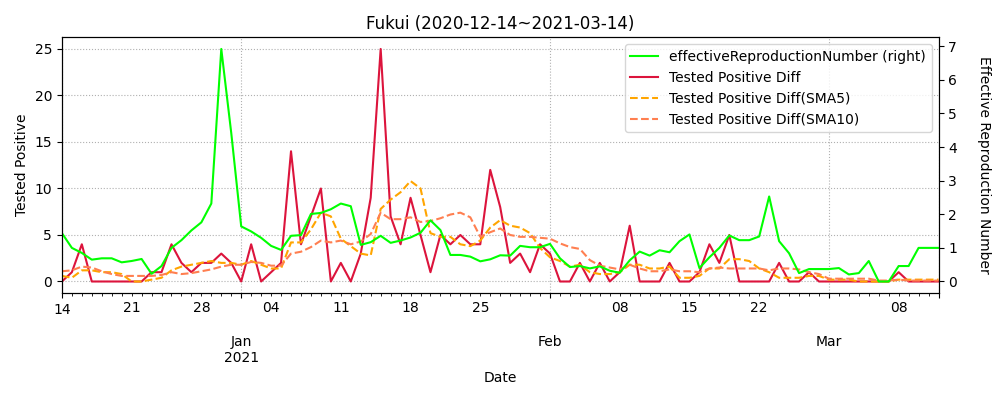 Fukui (2020-12-14~2021-03-14)
effectiveReproductionNumber (right)
Tested Positive Diff
Tested Positive Diff(SMA5)
Tested Positive Diff(SMA10)
Tested Positive
25
20
15
10
5
0
7
6
5
4
3
2
1
0
Effective Reproduction Number
14 21 28 04 11 18 25 08 15 22 08
Jan Feb Mar
2021
Date